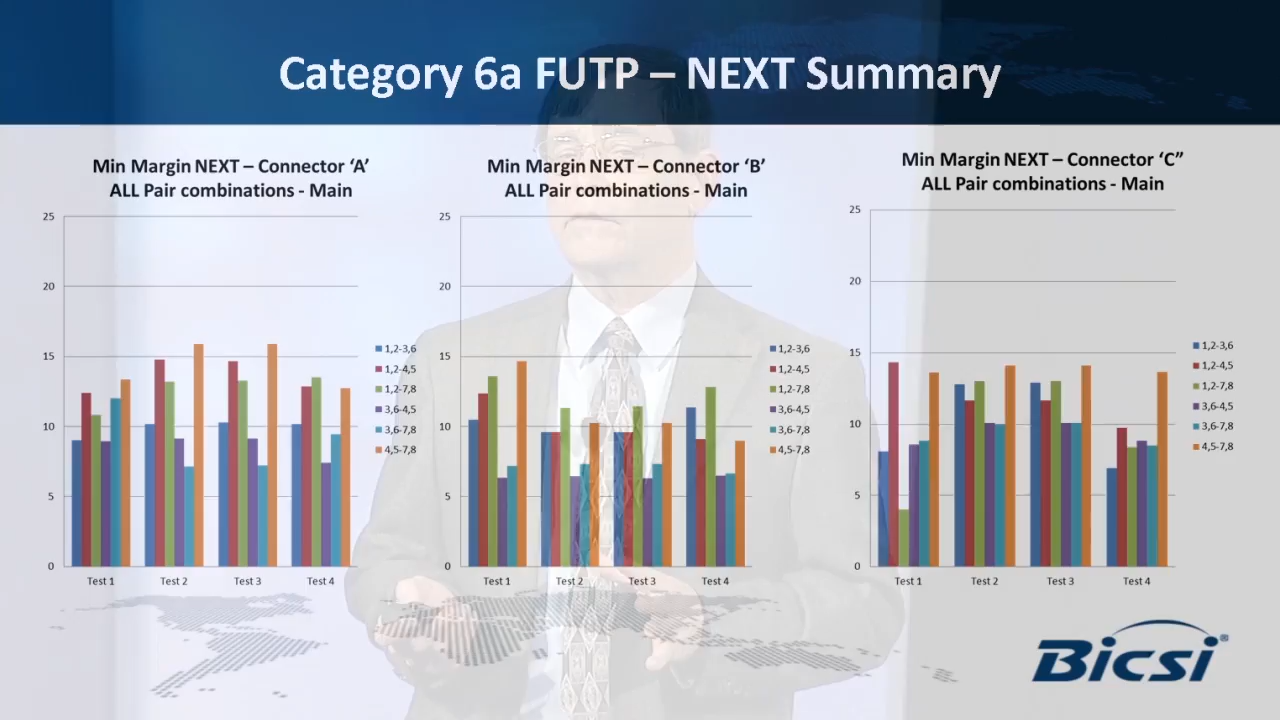 Category 6a FUTP – NEXT Summary
Min Margin NEXT – Connector ‘A’
ALL Pair combinations - Main
25
20
15
10
5
0
Test 1
Test 2
Test 3
Test 4
1,2-3,6
1,2-4,5
1,2-7,8
3,6-4,5
3,6-7,8
4,5-7,8
Min Margin NEXT – Connector ‘B’
ALL Pair combinations - Main
25
20
15
10
5
0
Test 1
Test 2
Test 3
Test 4
1,2-3,6
1,2-4,5
1,2-7,8
3,6-4,5
3,6-7,8
4,5-7,8
Min Margin NEXT – Connector ‘C”
ALL Pair combinations - Main
25
20
15
10
5
0
Test 1
Test 2
Test 3
Test 4
1,2-3,6
1,2-4,5
1,2-7,8
3,6-4,5
3,6-7,8
4,5-7,8
Bicsi®